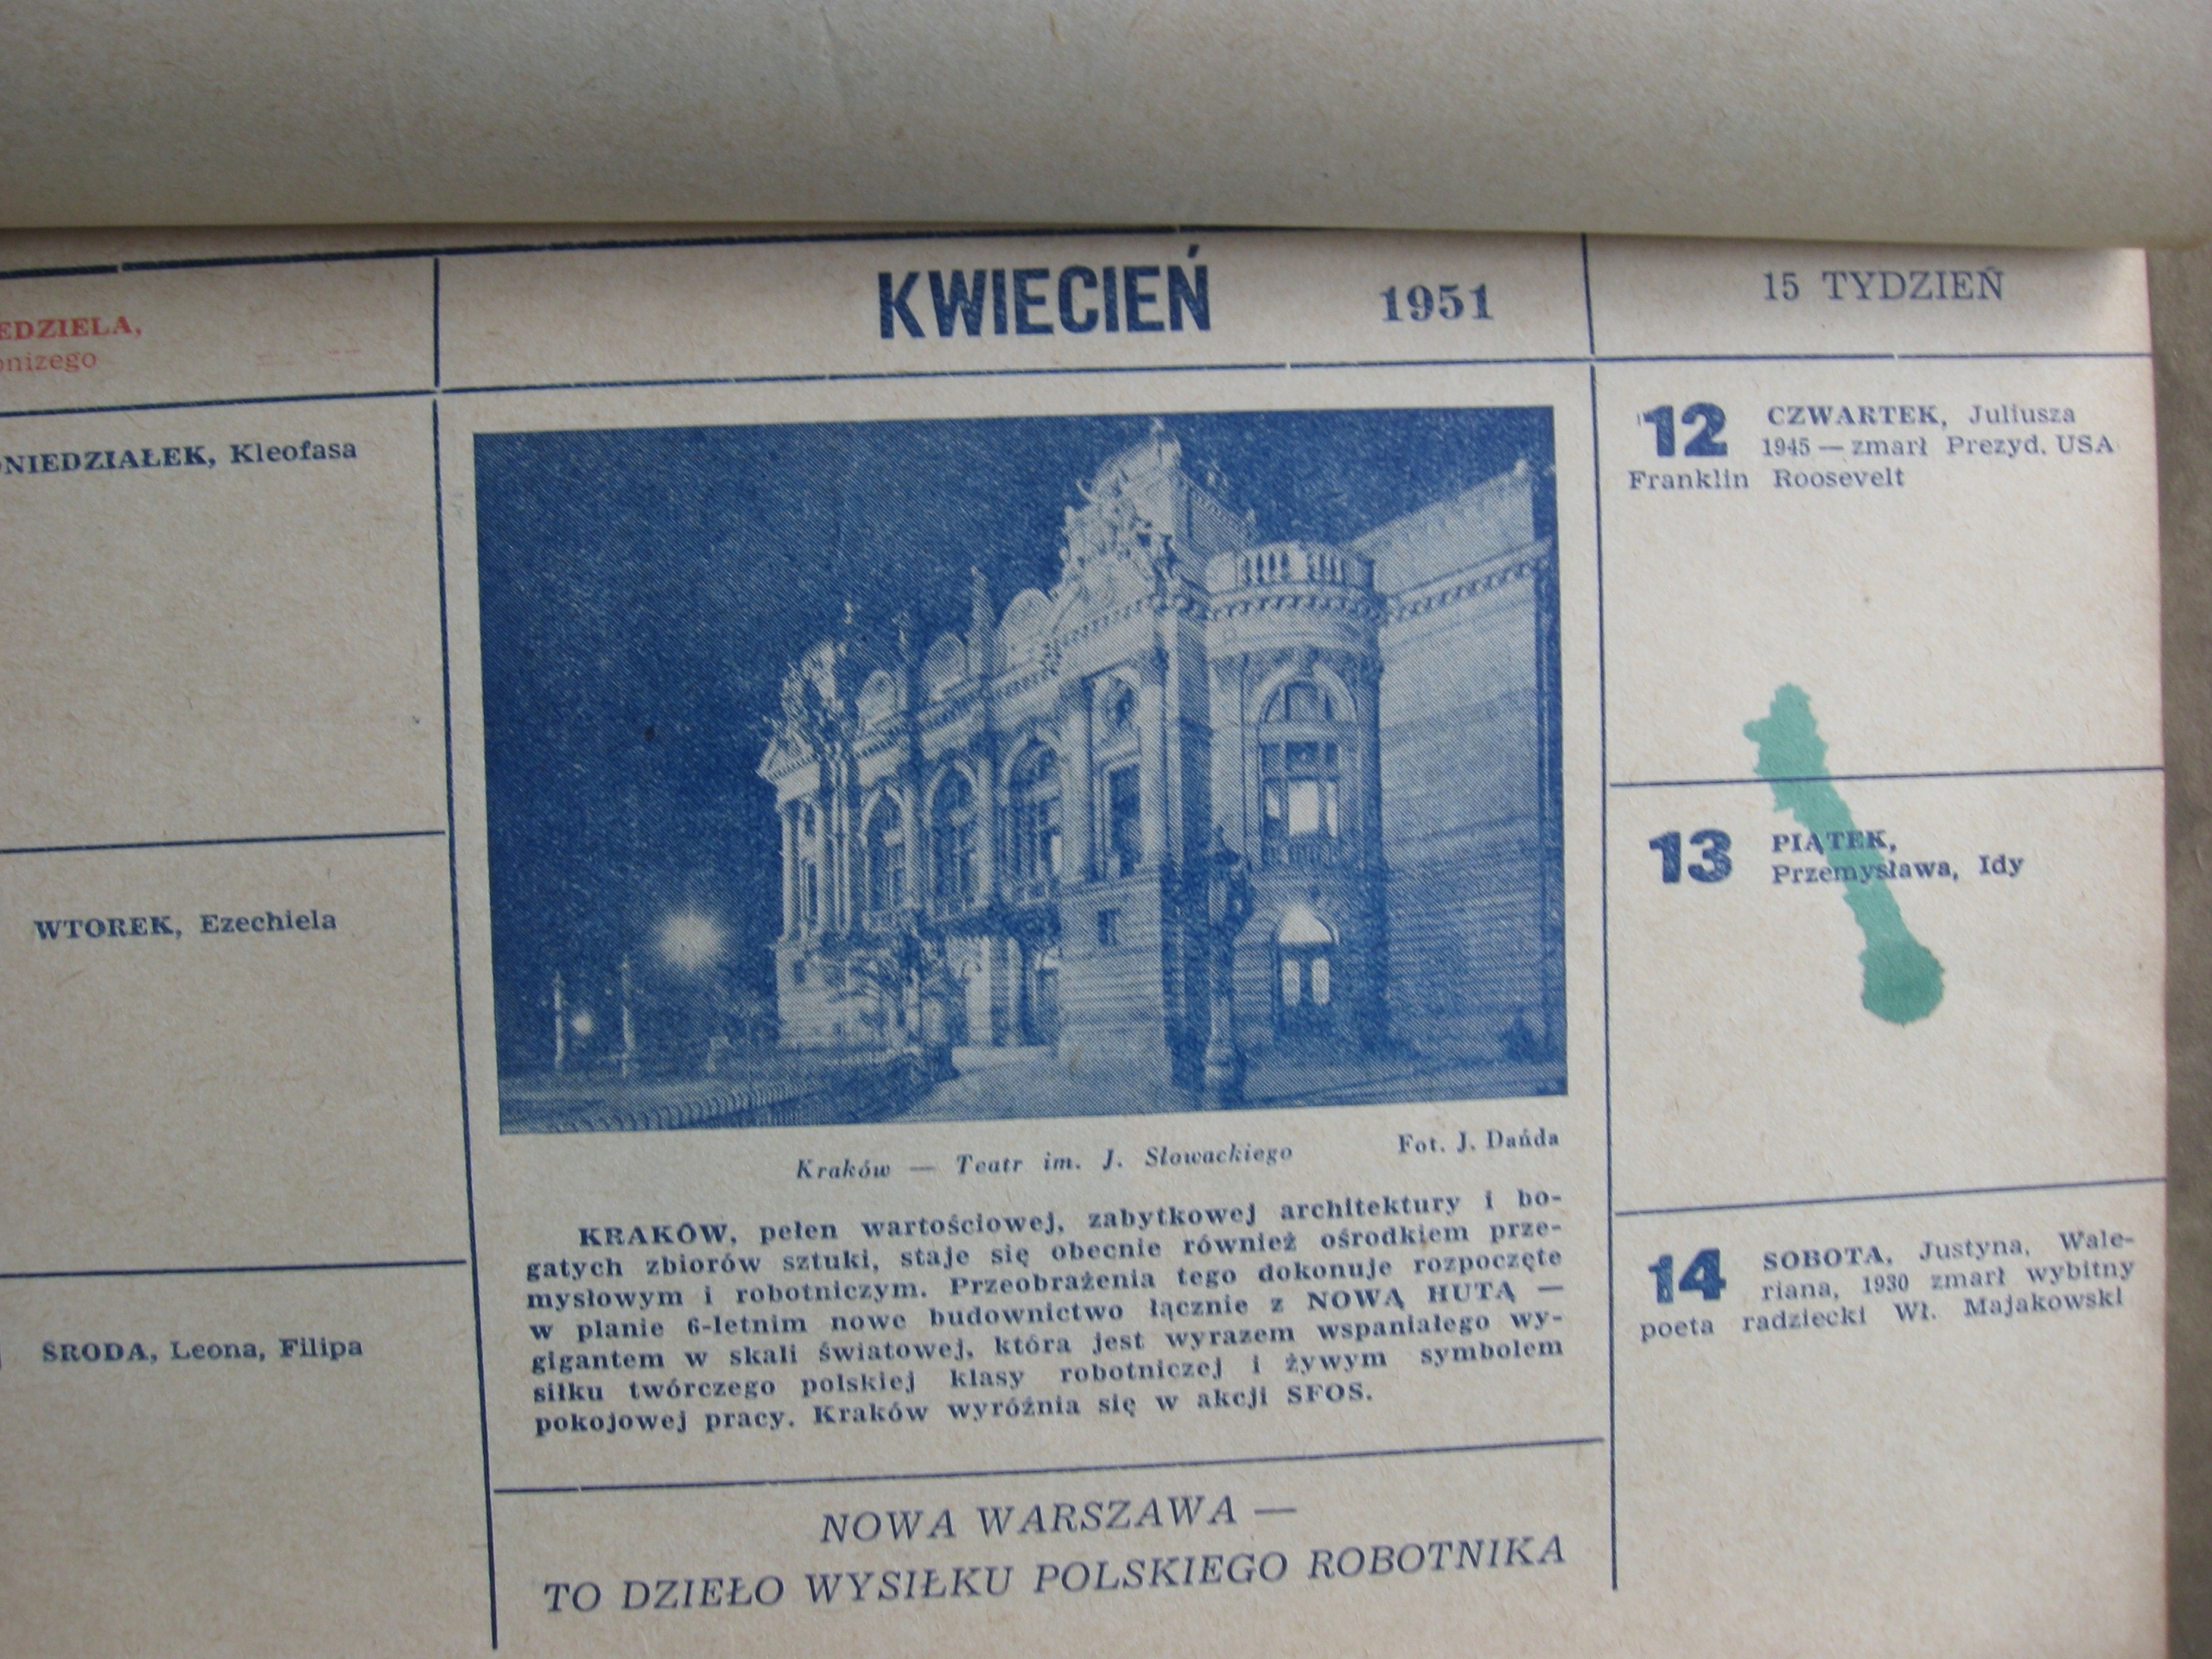 KWIECIEŃ 1951
15 TYDZIEŃ
PONIEDZIAŁEK, Kleofasa
WTOREK, Ezechiela
ŚRODA, Leona, Filipa
Kraków — Teatr im. J. Słowackiego
Fot. J. Dańda
KRAKÓW, pełen wartościowej, zabytkowej architektury i bo-
gatych zbiorów sztuki, staje się obecnie również ośrodkiem prze-
mysłowym i robotniczym. Przeobrażenia tego dokonuje rozpoczęte
w planie 6-letnim nowe budownictwo łącznie z NOWĄ HUTĄ —
gigantem w skali światowej, która jest wyrazem wspaniałego wy-
siłku twórczego polskiej klasy robotniczej i żywym symbolem
pokojowej pracy. Kraków wyróżnia się w akcji SFOS.
NOWA WARSZAWA —
TO DZIEŁO WYSIŁKU POLSKIEGO ROBOTNIKA
12 CZWARTEK, Juliusza
1945 — zmarł Prezyd. USA
Franklin Roosevelt
13 PIĄTEK,
Przemysława, Idy
14 SOBOTA, Justyna, Wale-
riana, 1930 zmarł wybitny
poeta radziecki Wł. Majakowski